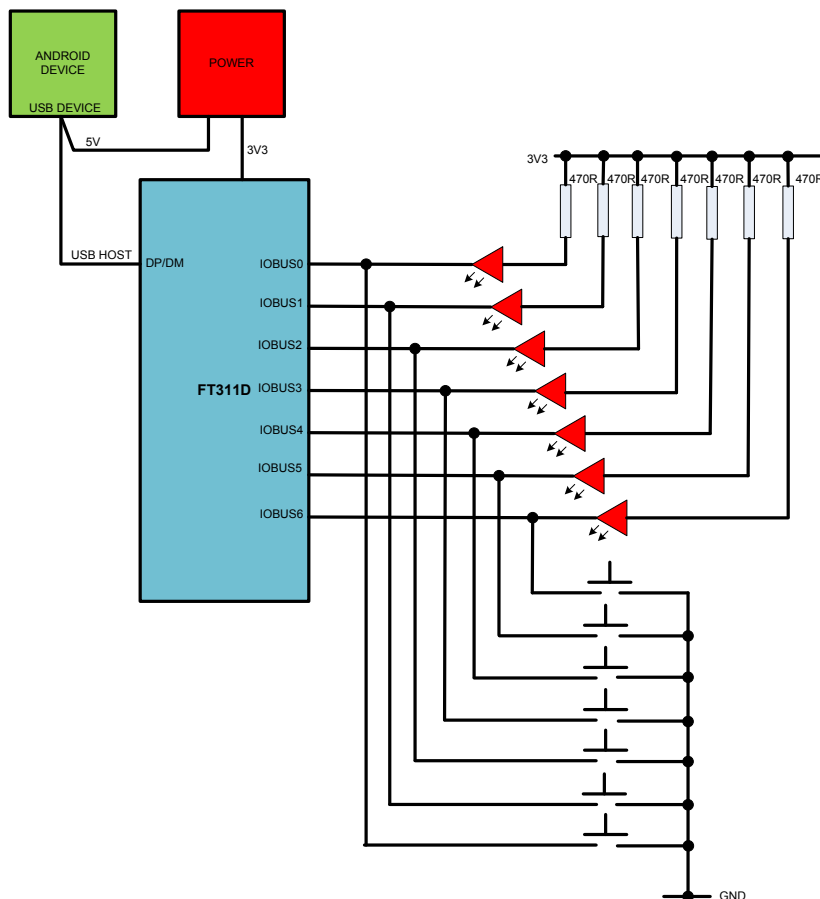 ANDROID
DEVICE
USB DEVICE
POWER
5V
3V3
3V3
470R
470R
470R
470R
470R
470R
470R
USB HOST
DP/DM
IOBUS0
IOBUS1
IOBUS2
FT311D
IOBUS3
IOBUS4
IOBUS5
IOBUS6
GND